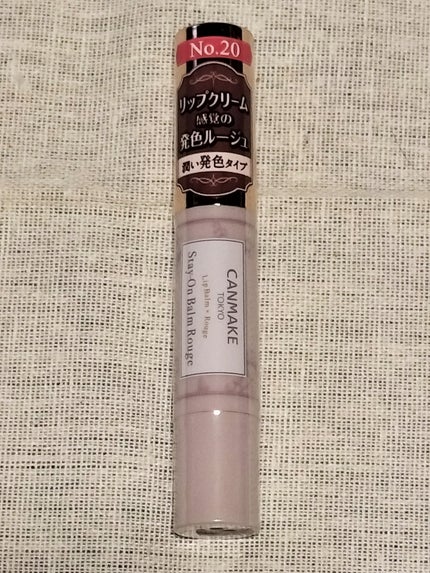 No.20
リップクリーム
感覚の
発色ルージュ
潤い発色タイプ
CANMAKE
TOKYO
Lip Balm × Rouge
Stay-On Balm Rouge